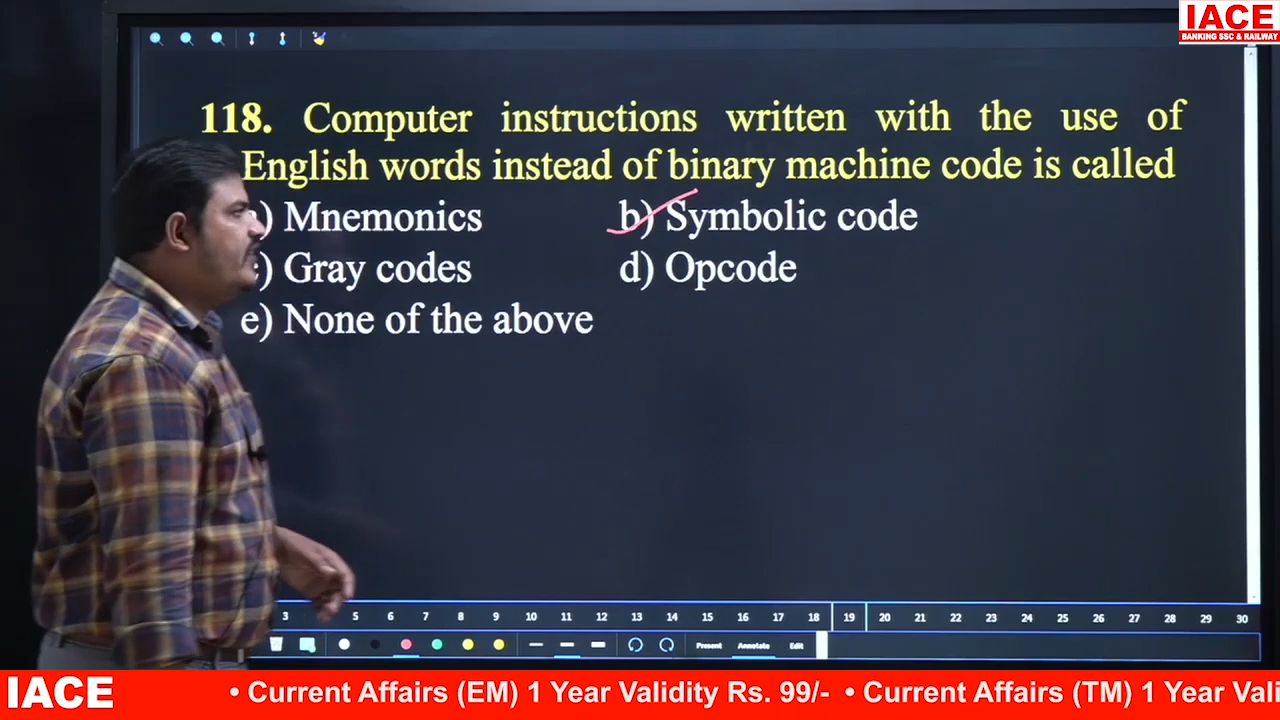 IACE
BANKING SSC & RAILWAY
118. Computer instructions written with the use of
English words instead of binary machine code is called
) Mnemonics b) Symbolic code
) Gray codes d) Opcode
e) None of the above
3 5 6 7 8 9 10 11 12 13 14 15 16 17 18 19 20 21 22 23 24 25 26 27 28 29 30
Present Annotate Edit
IACE • Current Affairs (EM) 1 Year Validity Rs. 99/- • Current Affairs (TM) 1 Year Vali